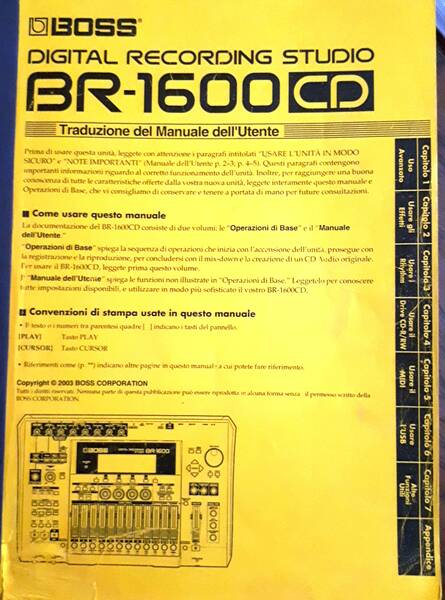 BOSS
DIGITAL RECORDING STUDIO
BR-1600 CD
Traduzione del Manuale dell'Utente
Prima di usare questa unità, leggete con attenzione i paragrafi intitolati "USARE L'UNITÀ IN MODO
SICURO" e "NOTE IMPORTANTI" (Manuale dell'Utente p. 2-3; p. 4-5). Questi paragrafi contengono
importanti informazioni riguardo al corretto funzionamento dell'unità. Inoltre, per raggiungere una buona
conoscenza di tutte le caratteristiche offerte dalla vostra nuova unità, leggete interamente questo manuale e
Operazioni di Base, che vi consigliamo di conservare e tenere a portata di mano per future consultazioni.
■ Come usare questo manuale
La documentazione del BR-1600CD consiste di due volumi; le "Operazioni di Base" e il "Manuale
dell'Utente."
"Operazioni di Base" spiega la sequenza di operazioni che inizia con l'accensione dell'unità, prosegue con
la registrazione e la riproduzione, per concludersi con il mix-down e la creazione di un CD Audio originale.
Per usare il BR-1600CD, leggete prima questo volume.
Il "Manuale dell'Utente" spiega le funzioni non illustrate in "Operazioni di Base." Leggetelo per conoscere
tutte impostazioni disponibili, e utilizzare in modo più sofisticato il vostro BR-1600CD.
■ Convenzioni di stampa usate in questo manuale
• Il testo o i numeri tra parentesi quadre [ ] indicano i tasti del pannello.
[PLAY] Tasto PLAY
[CURSOR] Tasto CURSOR
• Riferimenti come (p. **) indicano altre pagine in questo manuale a cui potete fare riferimento.
Copyright © 2003 BOSS CORPORATION
Tutti i diritti riservati. Nessuna parte di questa pubblicazione può essere riprodotta in alcuna forma senza il permesso scritto della
BOSS CORPORATION.
BOSS BR-1600
Capitolo 1
Uso Avanzato
Capitolo 2
Usare gli Effetti
Capitolo 3
Usare i Rhythm
Capitolo 4
Usare il Drive CD-R/RW
Capitolo 5
Usare il MIDI
Capitolo 6
Usare l'USB
Capitolo 7
Altre Funzioni Utili
Appendice